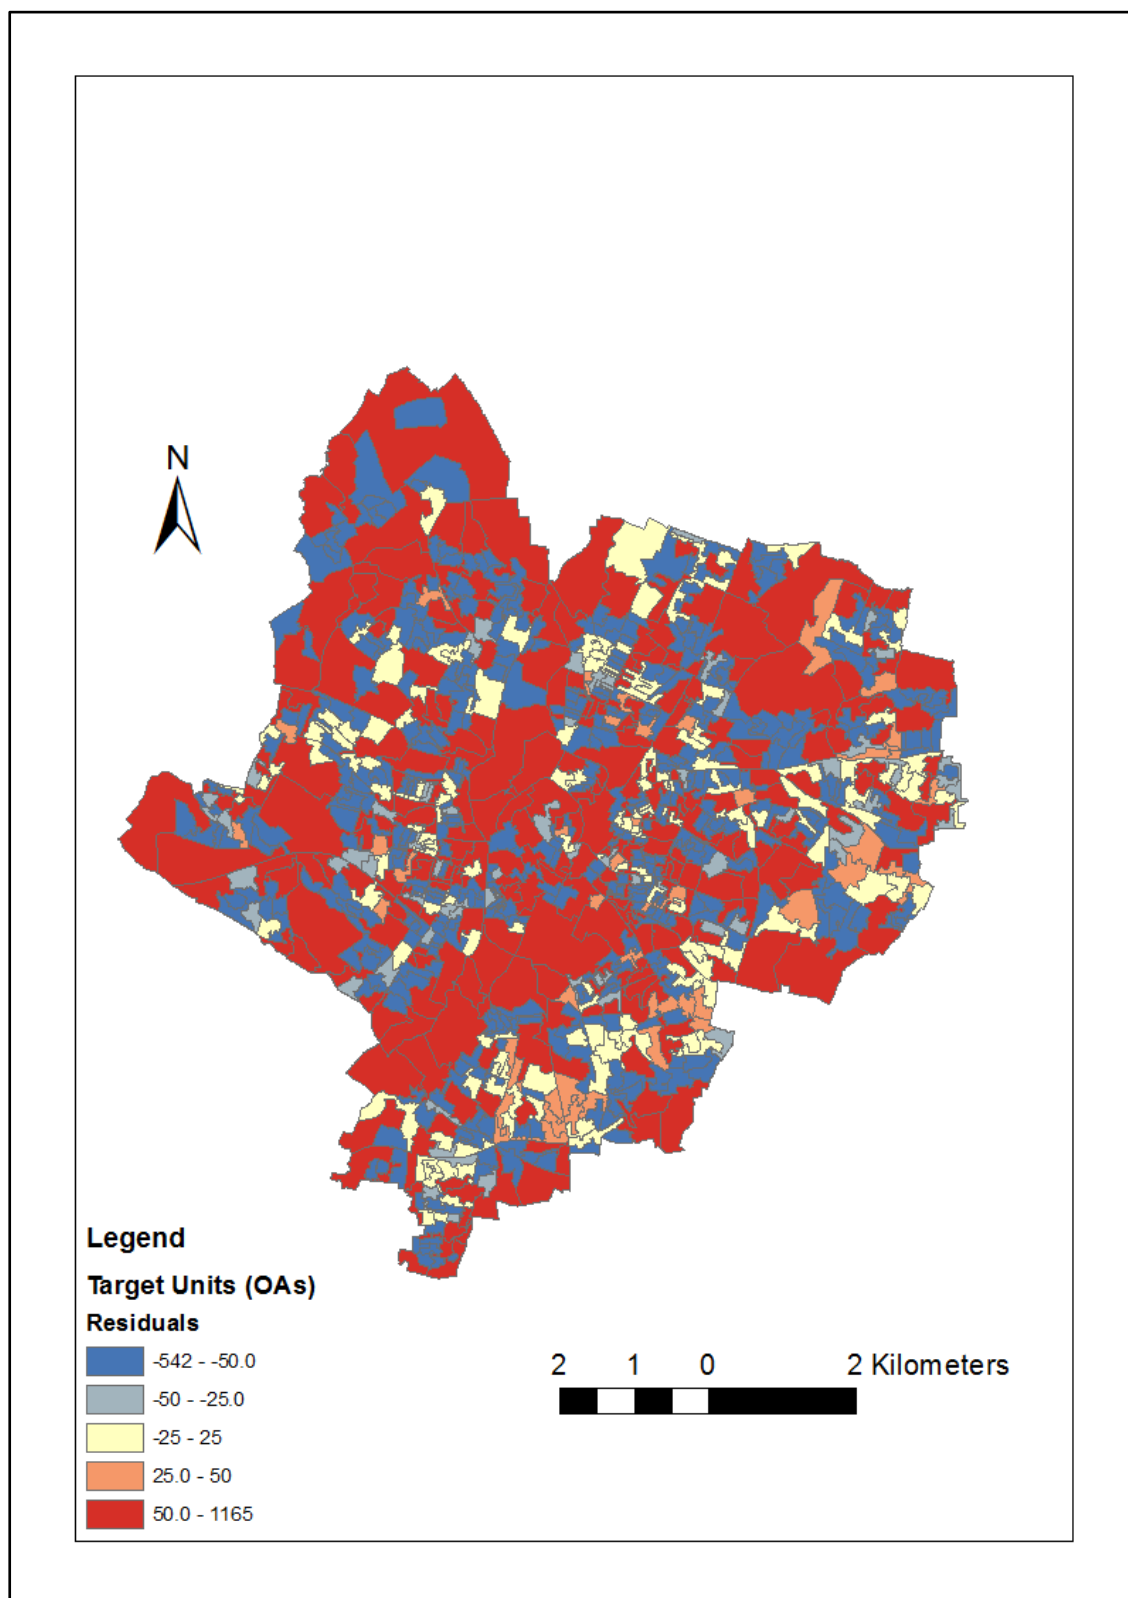 N
Legend
Target Units (OAs)
Residuals
-542 - -50.0
-50 - -25.0
-25 - 25
25.0 - 50
50.0 - 1165
2 1 0 2 Kilometers